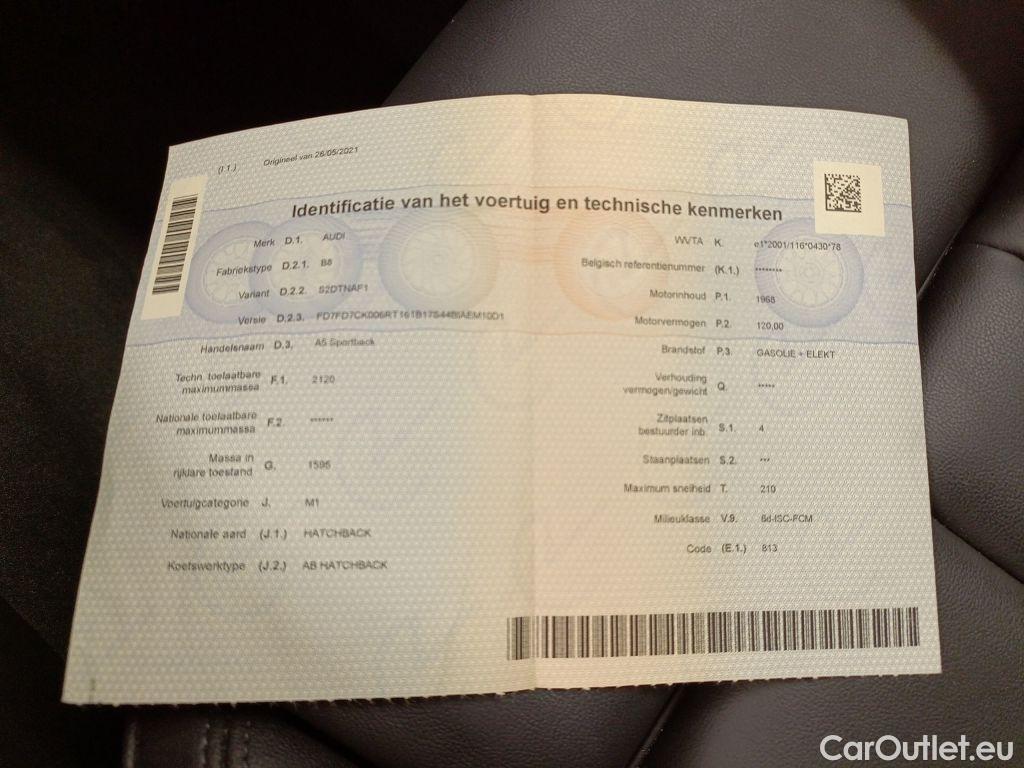 (I 1.) Origineel van 26/05/2021
Identificatie van het voertuig en technische kenmerken
Merk D.1. AUDI
Fabriekstype D.2.1. B8
Variant D.2.2. S2DTNAF1
Versie D.2.3.
Handelsnaam D.3. A5 Sportback
Techn. toelaatbare
maximummassa F.1. 2120
Nationale toelaatbare
maximummassa F.2. ******
Massa in
rijklare toestand G. 1595
Voertuigcategorie J. M1
Nationale aard (J.1.) HATCHBACK
Koetswerktype (J.2.) AB HATCHBACK
WVTA K. e1*2001/116*0430*78
Belgisch referentienummer (K.1.) ********
Motorinhoud P.1. 1968
Motorvermogen P.2. 120,00
Brandstof P.3. GASOLIE + ELEKT
Verhouding
vermogen/gewicht Q. *****
Zitplaatsen
bestuurder inb. S.1. 4
Staanplaatsen S.2. ***
Maximum snelheid T. 210
Milieuklasse V.9. 6d-ISC-FCM
Code (E.1.) 813
CarOutlet.eu